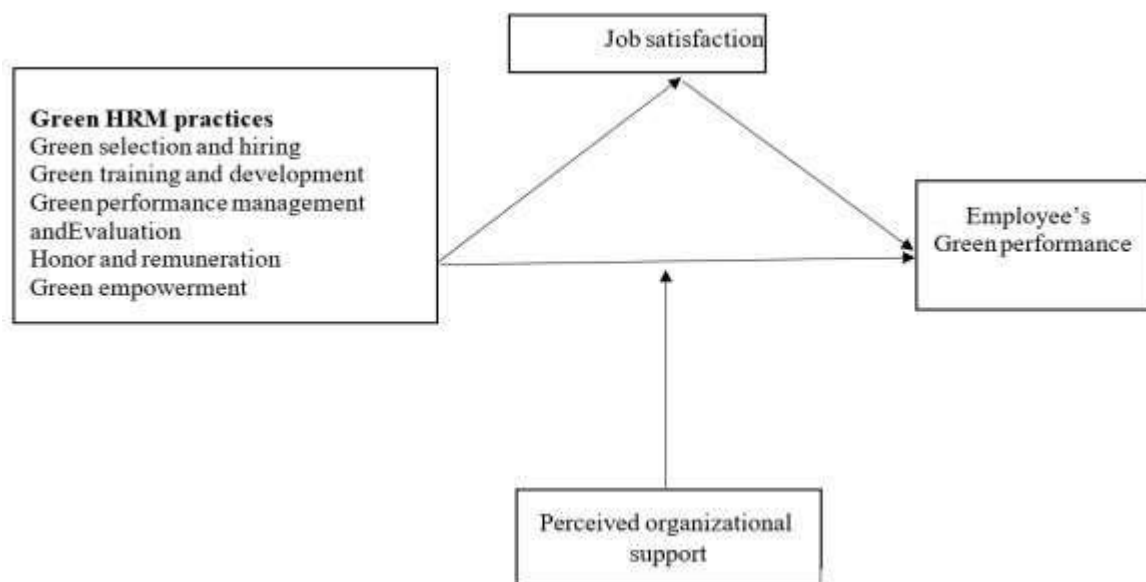 Job satisfaction
Green HRM practices
Green selection and hiring
Green training and development
Green performance management
andEvaluation
Honor and remuneration
Green empowerment
Employee’s
Green performance
Perceived organizational
support